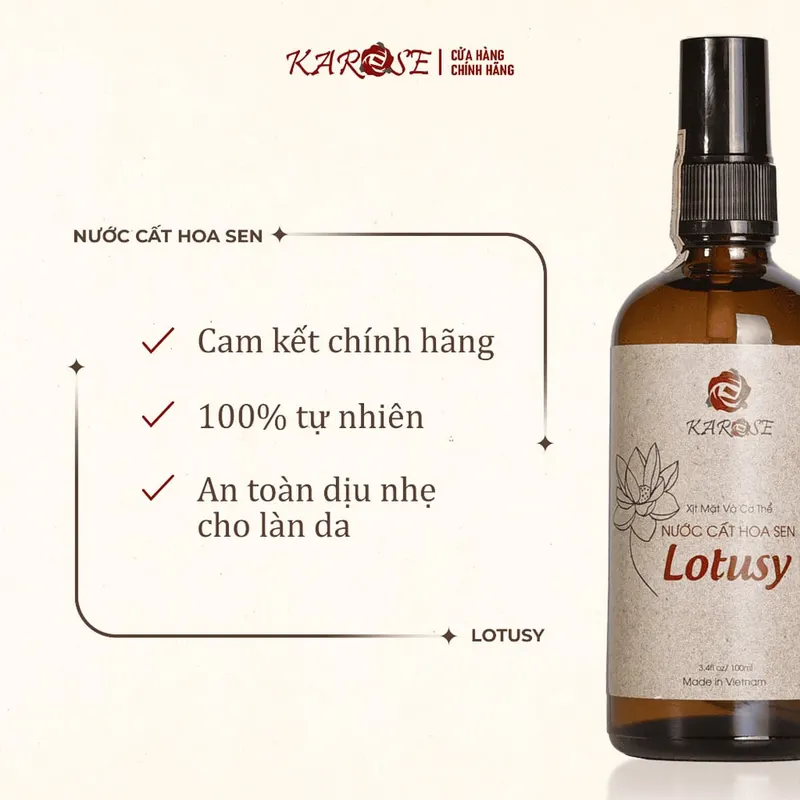 KAROSE
CỬA HÀNG
CHÍNH HÃNG
NƯỚC CẤT HOA SEN
Cam kết chính hãng
100% tự nhiên
An toàn dịu nhẹ
cho làn da
LOTUSY
KAROSE
Xịt Mặt Và Cơ Thể
NƯỚC CẤT HOA SEN
Lotusy
3.4fl oz/ 100ml
Made in Vietnam